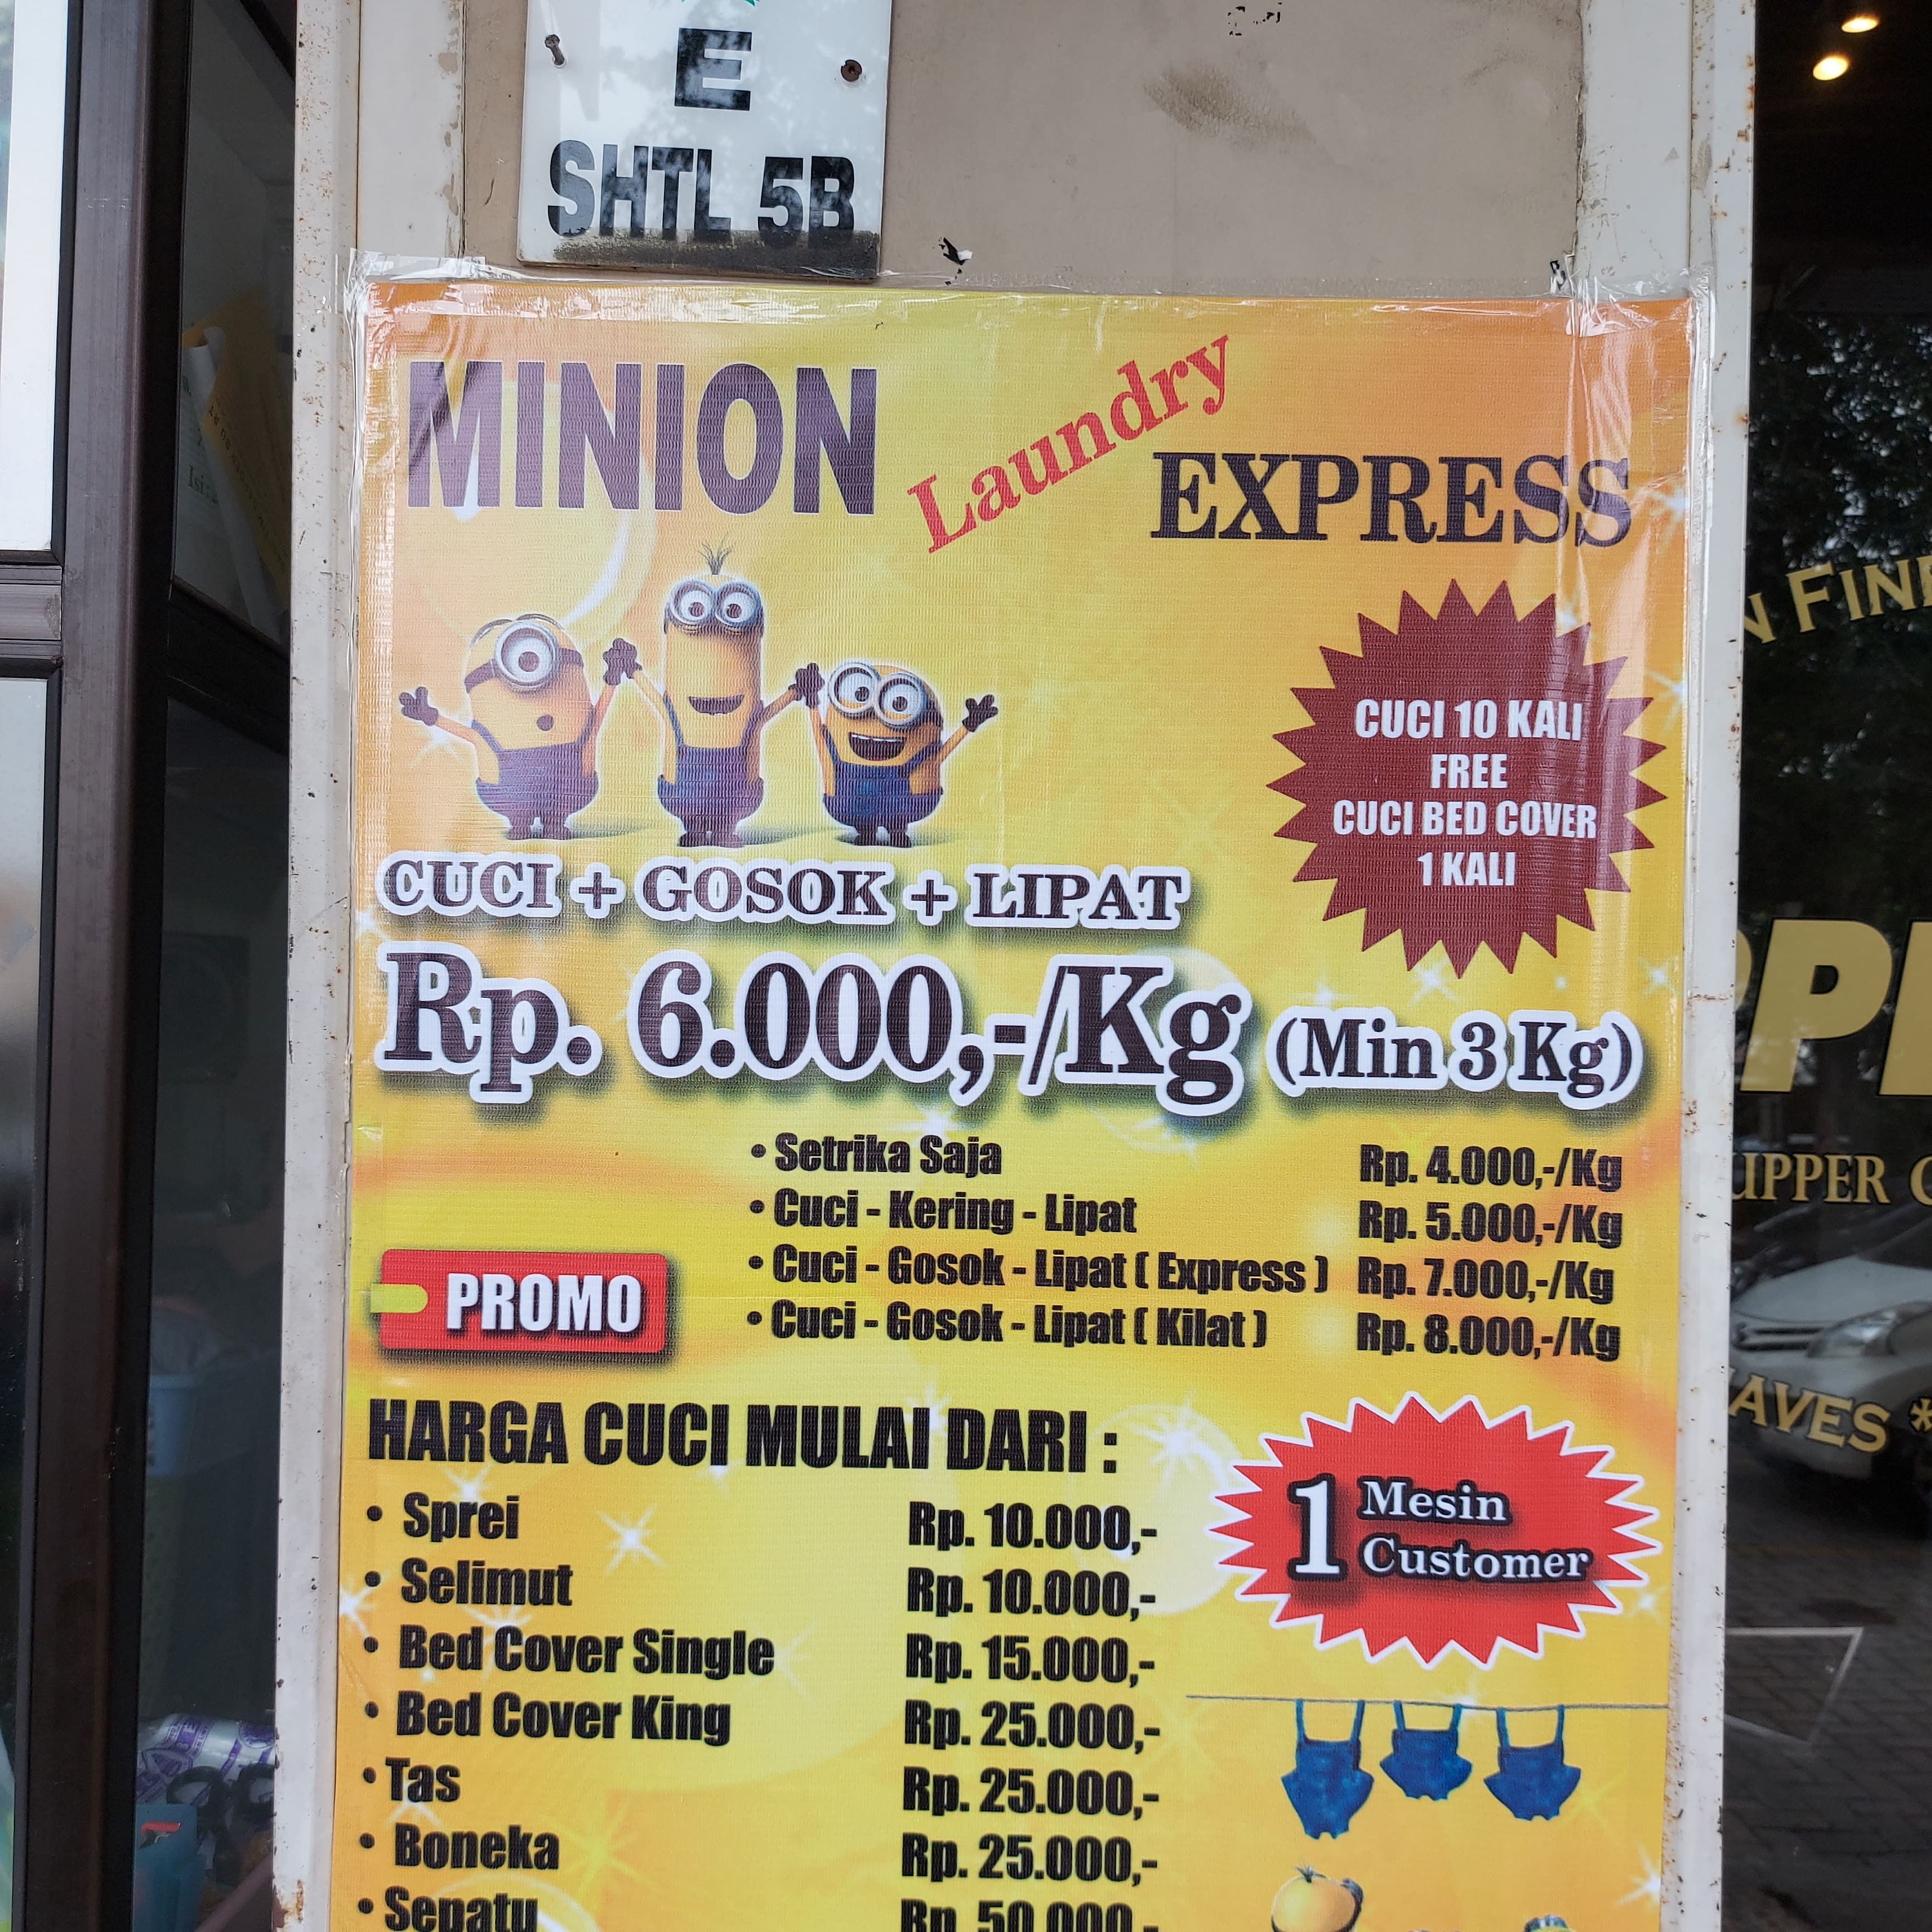 E
SHTL 5B
MINION Laundry EXPRESS
CUCI 10 KALI
FREE
CUCI BED COVER
1 KALI
CUCI + GOSOK + LIPAT
Rp. 6.000,-/Kg (Min 3 Kg)
• Setrika Saja Rp. 4.000,-/Kg
• Cuci - Kering - Lipat Rp. 5.000,-/Kg
• Cuci - Gosok - Lipat ( Express ) Rp. 7.000,-/Kg
• Cuci - Gosok - Lipat ( Kilat ) Rp. 8.000,-/Kg
PROMO
HARGA CUCI MULAI DARI :
• Sprei Rp. 10.000,-
• Selimut Rp. 10.000,-
• Bed Cover Single Rp. 15.000,-
• Bed Cover King Rp. 25.000,-
• Tas Rp. 25.000,-
• Boneka Rp. 25.000,-
• Sepatu Rp. 50.000,-
1 Mesin
Customer
UPPER